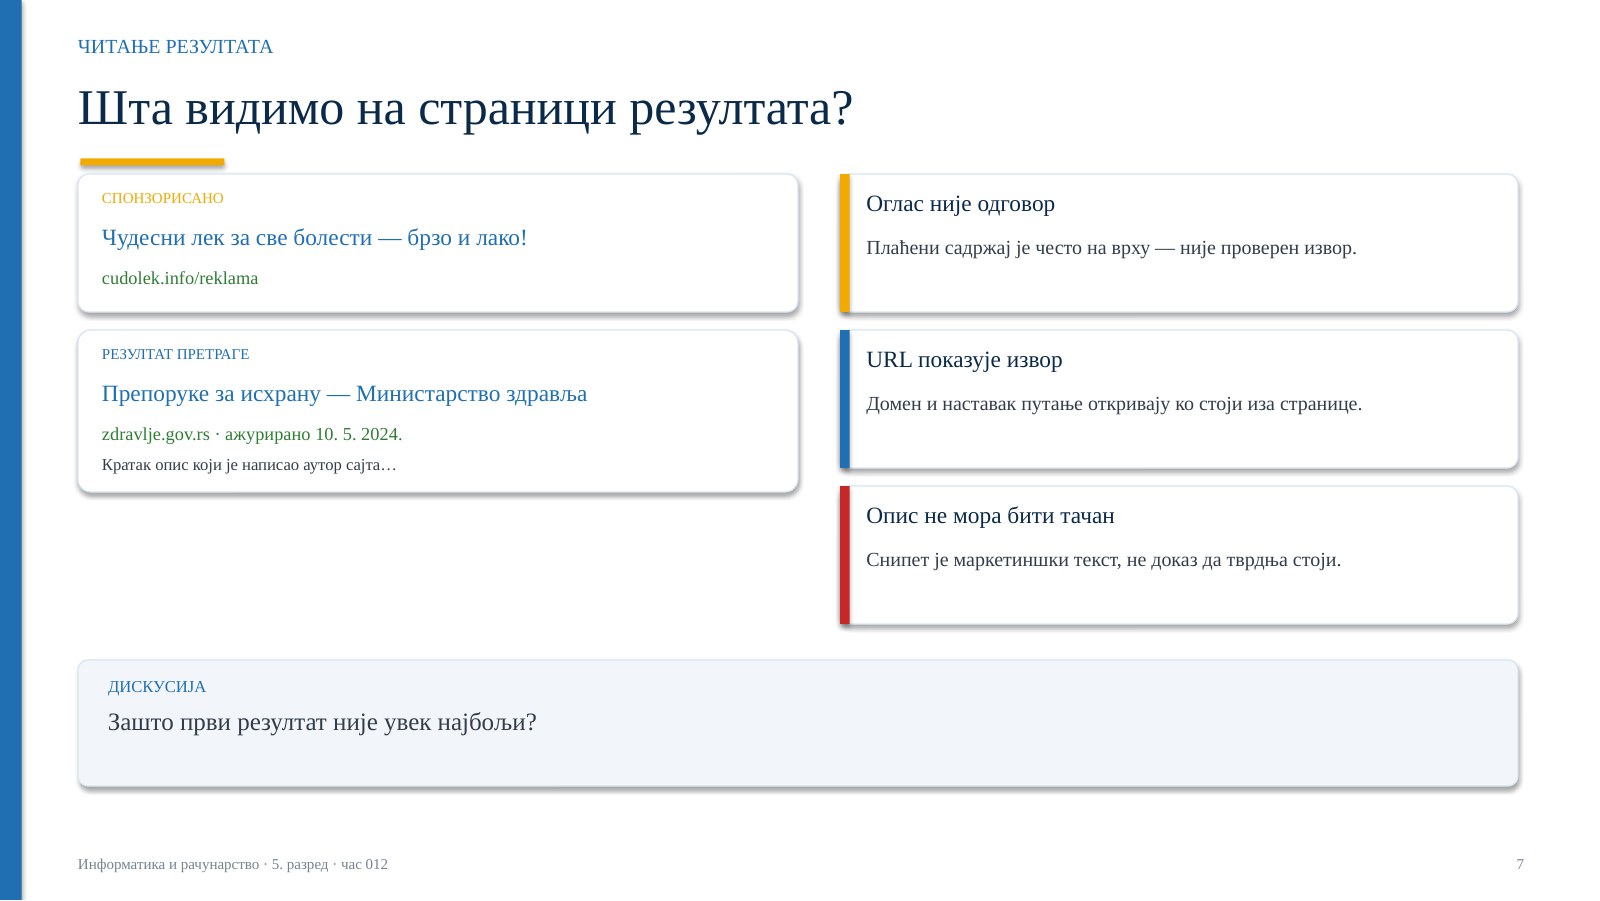 ЧИТАЊЕ РЕЗУЛТАТА
Шта видимо на страници резултата?
СПОНЗОРИСАНО
Чудесни лек за све болести — брзо и лако!
cudolek.info/reklama
РЕЗУЛТАТ ПРЕТРАГЕ
Препоруке за исхрану — Министарство здравља
zdravlje.gov.rs · ажурирано 10. 5. 2024.
Кратак опис који је написао аутор сајта…
Оглас није одговор
Плаћени садржај је често на врху — није проверен извор.
URL показује извор
Домен и наставак путање откривају ко стоји иза странице.
Опис не мора бити тачан
Снипет је маркетиншки текст, не доказ да тврдња стоји.
ДИСКУСИЈА
Зашто први резултат није увек најбољи?
Информатика и рачунарство · 5. разред · час 012
7